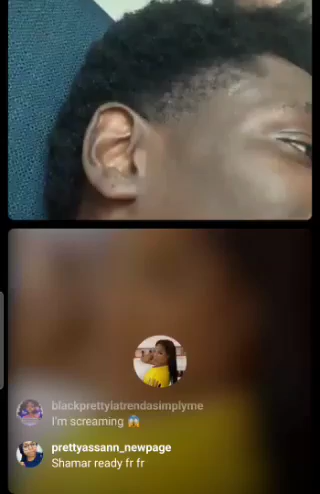 blackprettylatrendasimplyme
I'm screaming 😱
prettyassann_newpage
Shamar ready fr fr